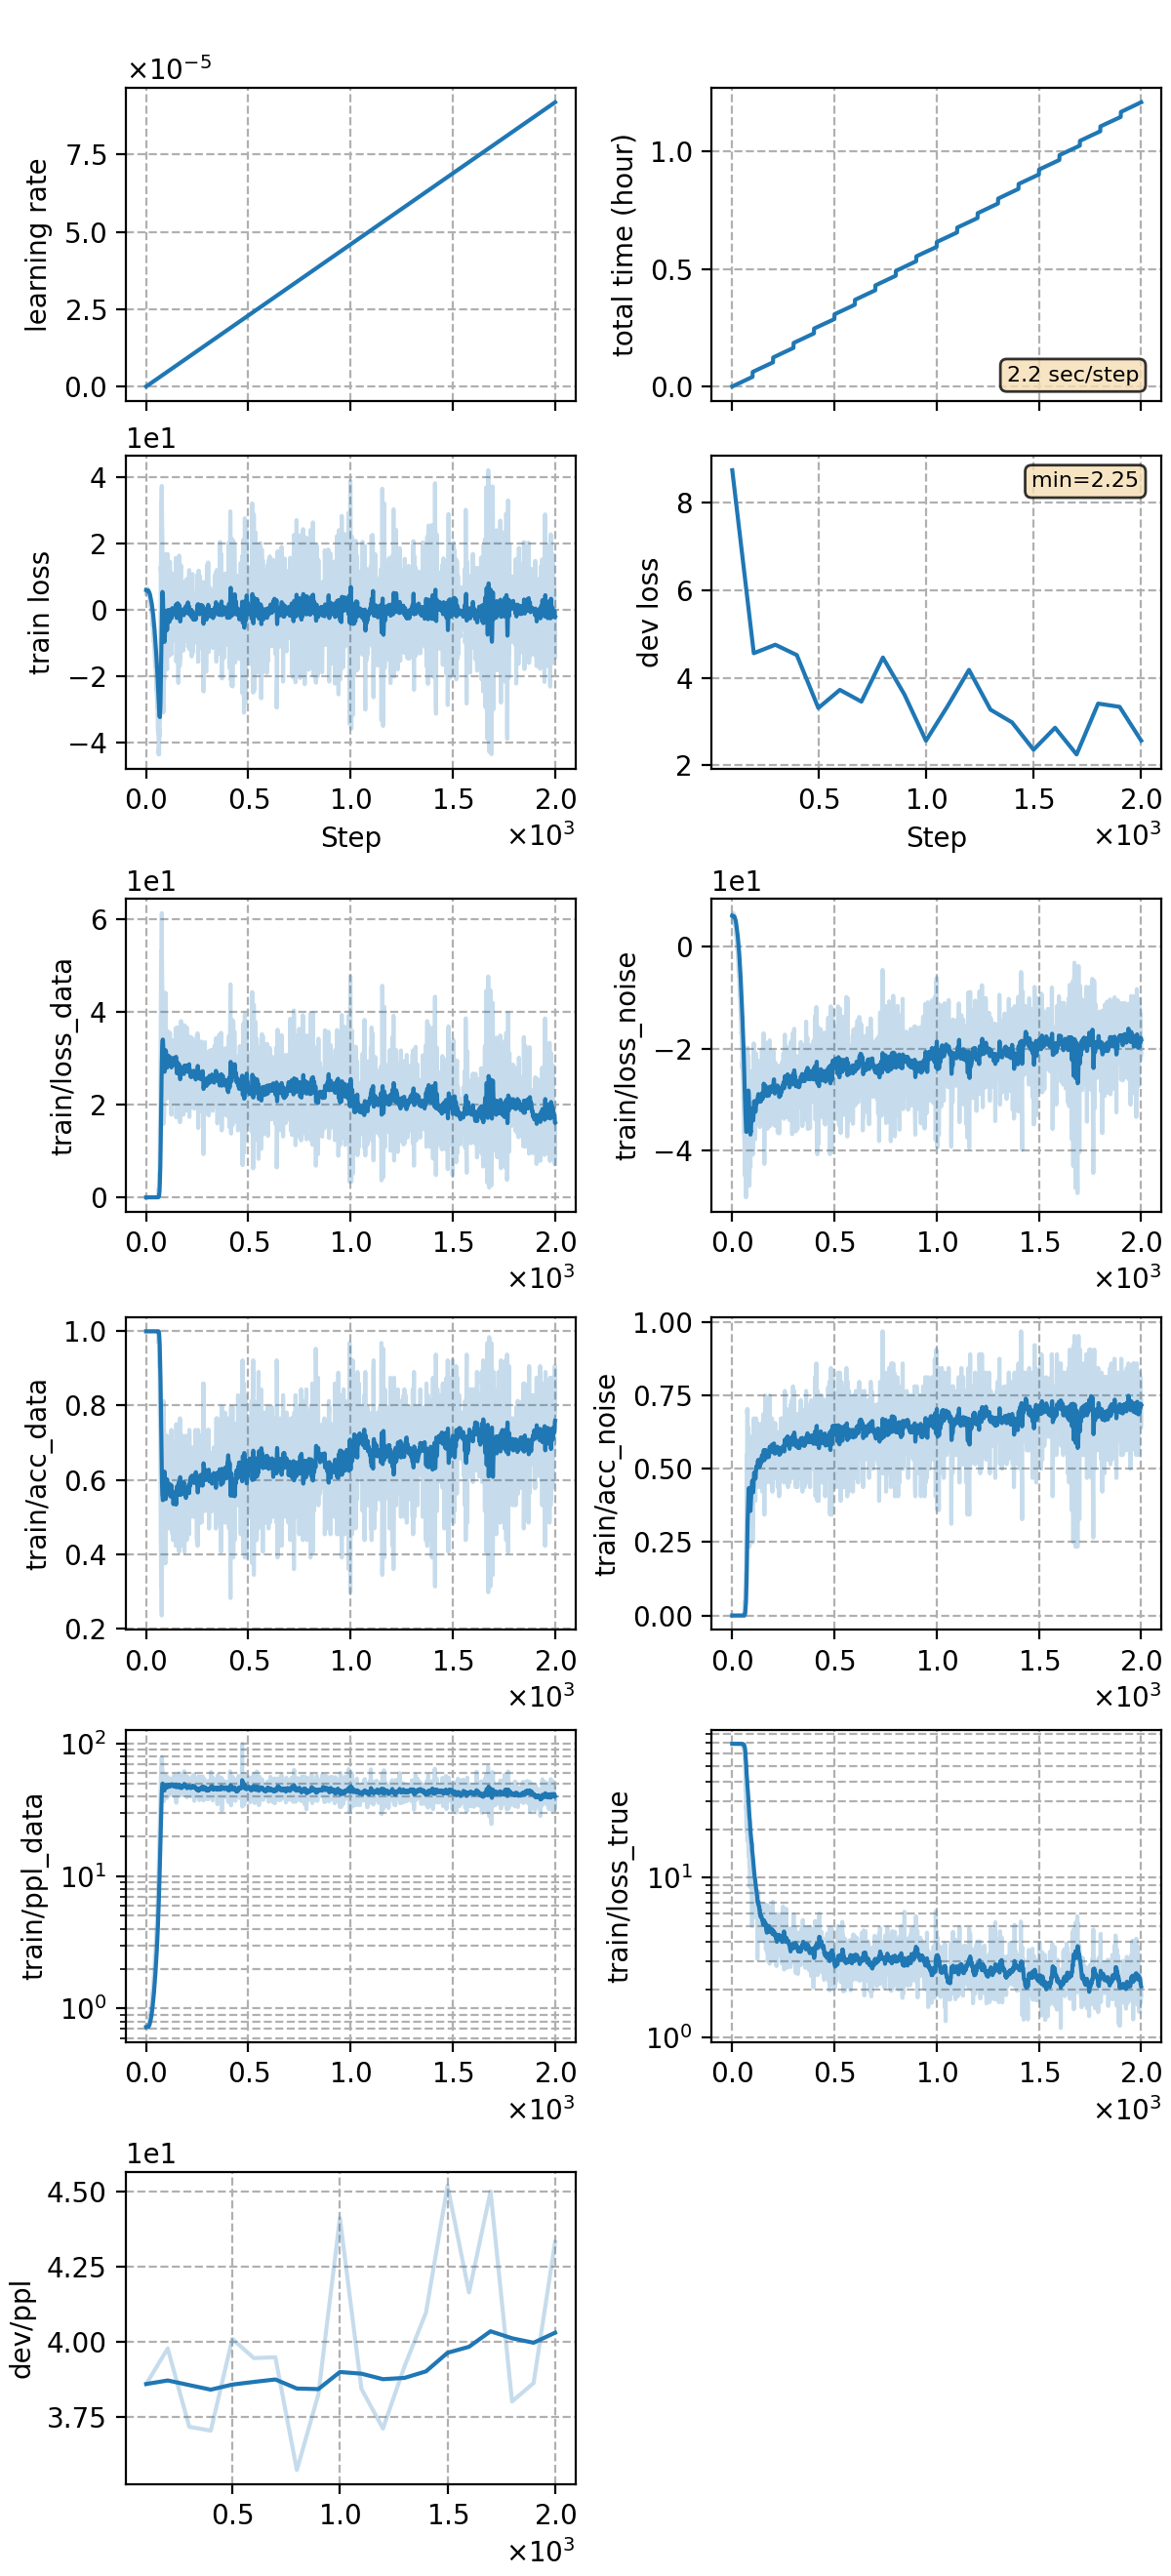 ×10⁻⁵
learning rate
7.5
5.0
2.5
0.0
total time (hour)
1.0
0.5
0.0
2.2 sec/step
1e1
train loss
4
2
0
−2
−4
0.0 0.5 1.0 1.5 2.0
Step ×10³
dev loss
8
6
4
2
min=2.25
0.5 1.0 1.5 2.0
Step ×10³
1e1
train/loss_data
6
4
2
0
0.0 0.5 1.0 1.5 2.0
×10³
1e1
train/loss_noise
0
−2
−4
0.0 0.5 1.0 1.5 2.0
×10³
train/acc_data
1.0
0.8
0.6
0.4
0.2
0.0 0.5 1.0 1.5 2.0
×10³
train/acc_noise
1.00
0.75
0.50
0.25
0.00
0.0 0.5 1.0 1.5 2.0
×10³
train/ppl_data
10²
10¹
10⁰
0.0 0.5 1.0 1.5 2.0
×10³
train/loss_true
10¹
10⁰
0.0 0.5 1.0 1.5 2.0
×10³
1e1
dev/ppl
4.50
4.25
4.00
3.75
0.5 1.0 1.5 2.0
×10³